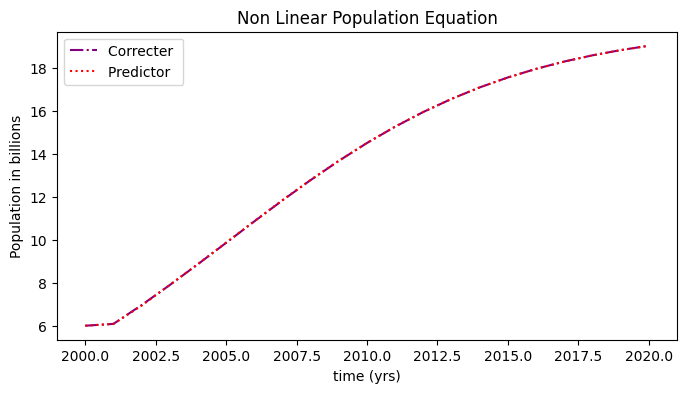 Non Linear Population Equation
Correcter
Predictor
Population in billions
18
16
14
12
10
8
6
2000.0 2002.5 2005.0 2007.5 2010.0 2012.5 2015.0 2017.5 2020.0
time (yrs)